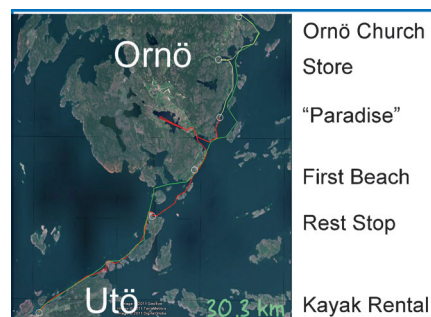 Ornö
Utö
30.3 km
Ornö Church
Store
“Paradise”
First Beach
Rest Stop
Kayak Rental